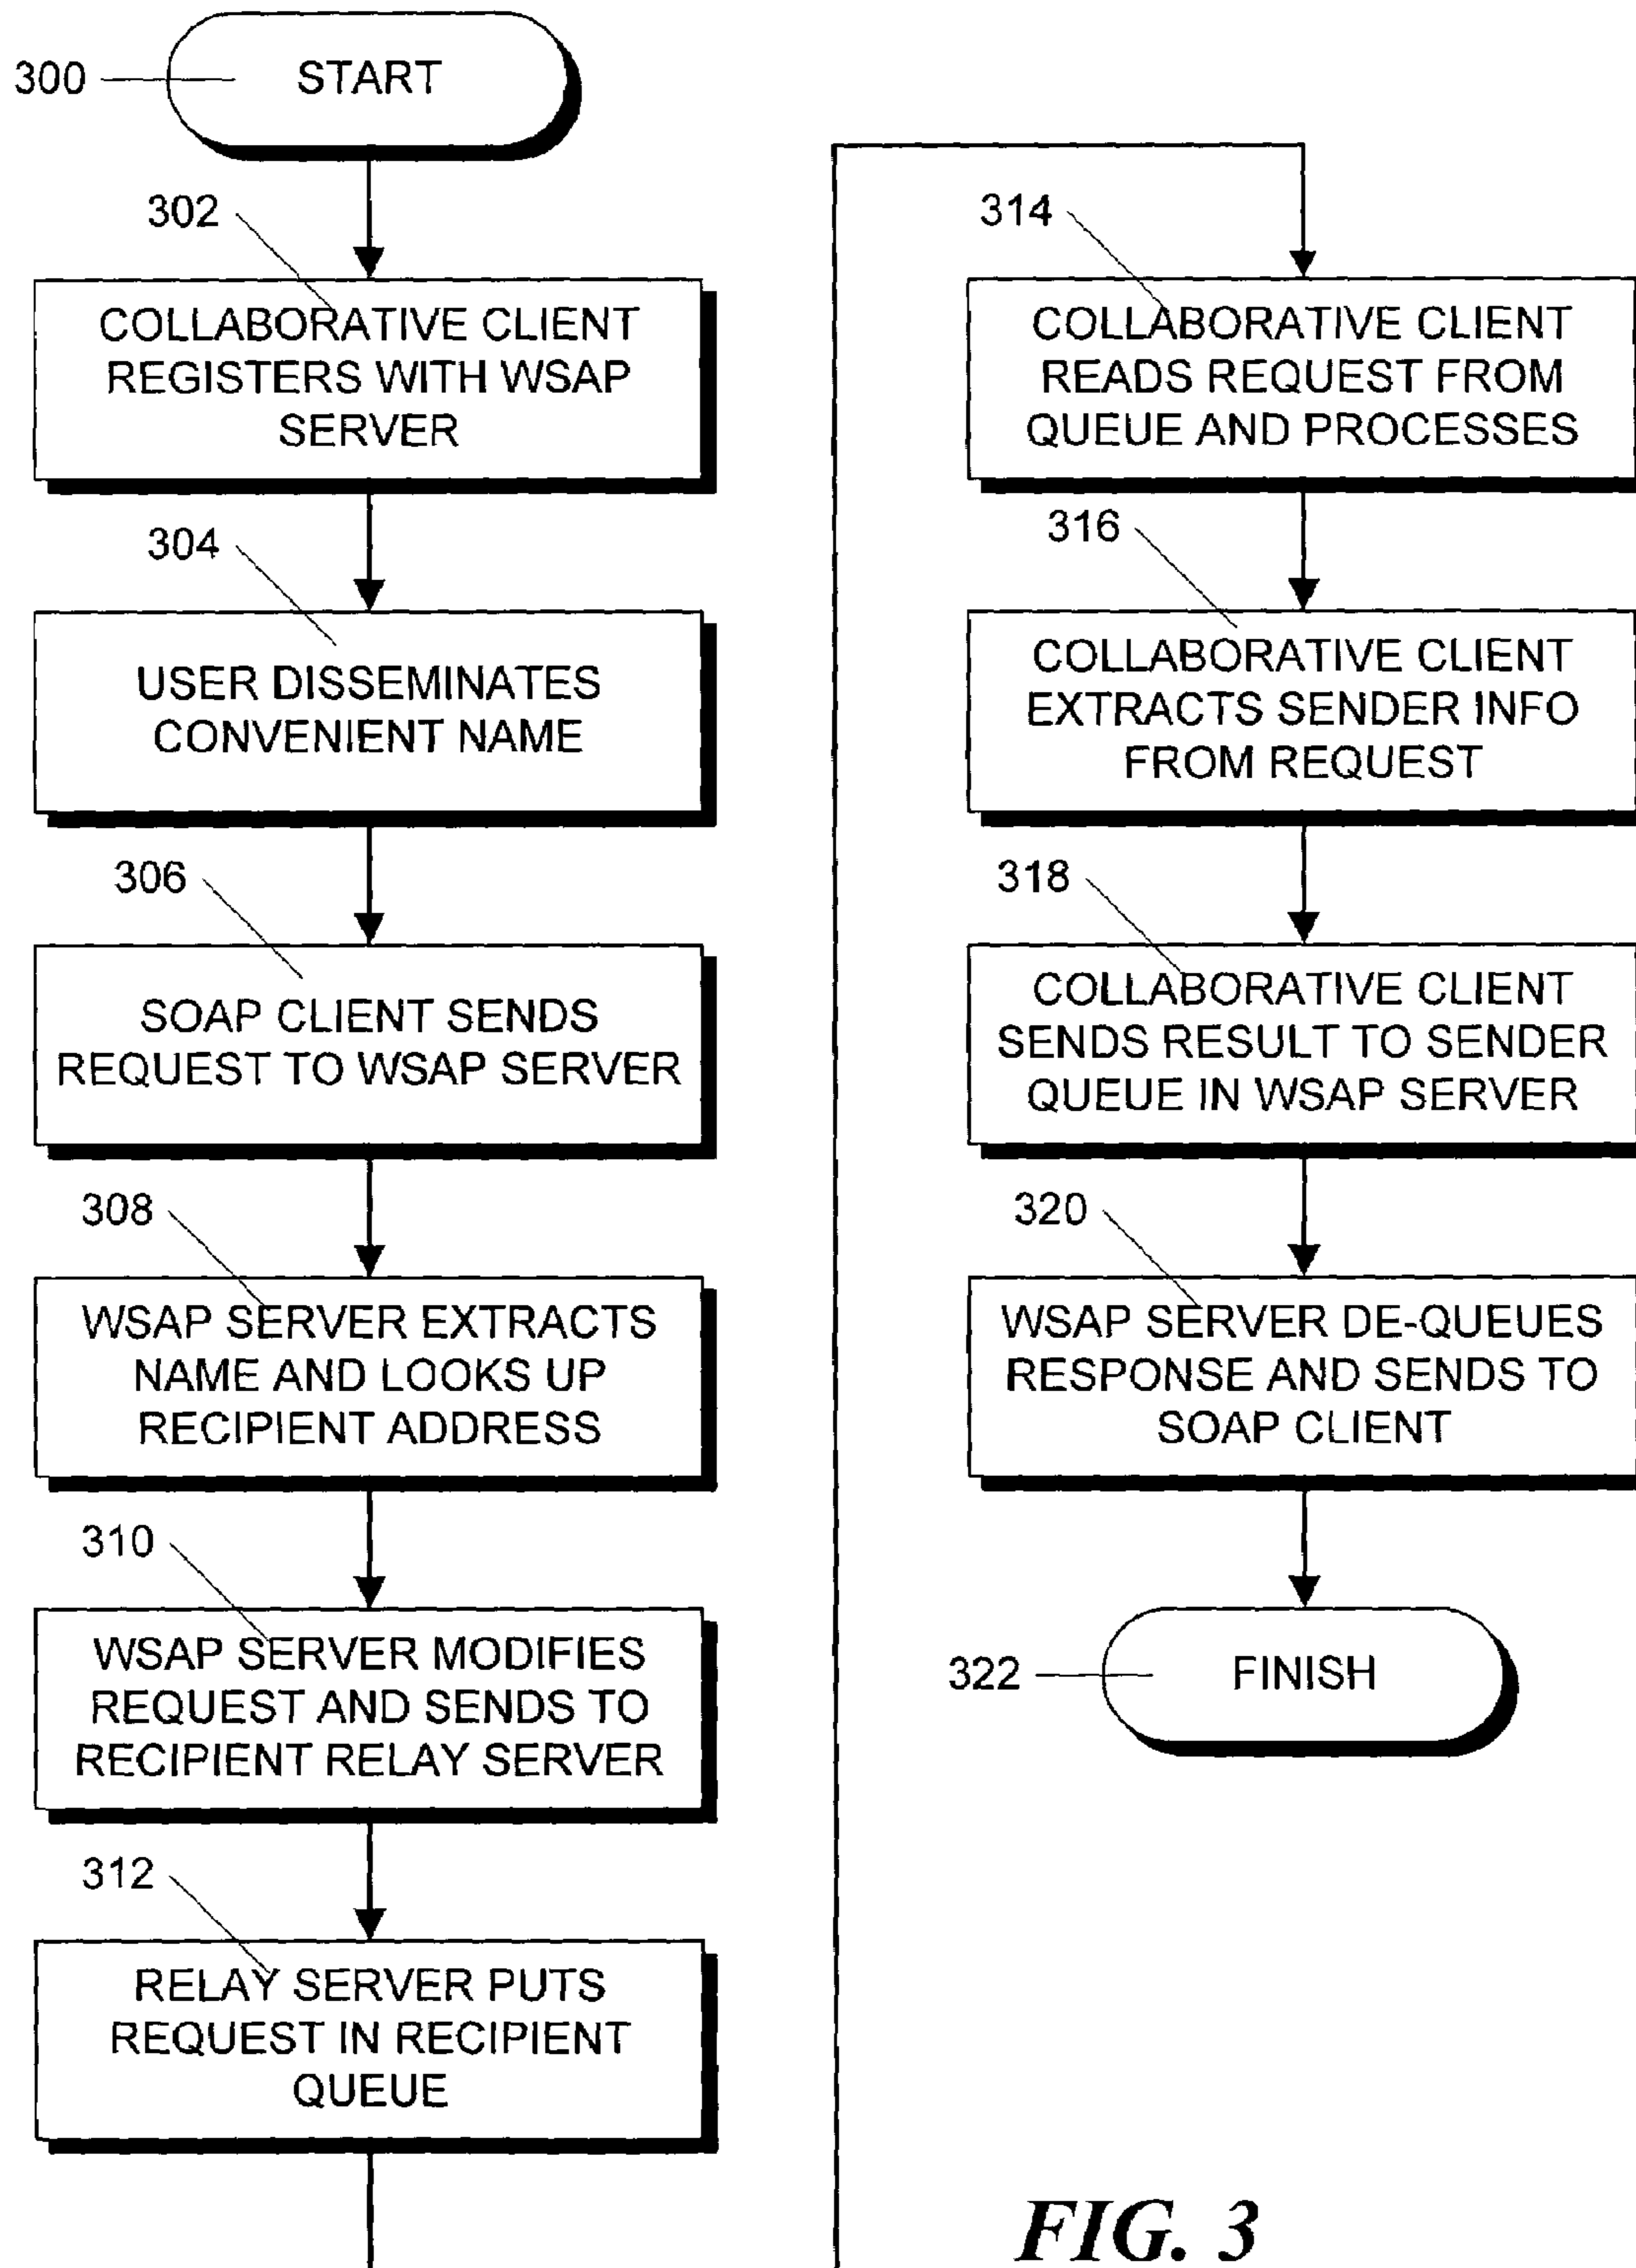 300
START
302
COLLABORATIVE CLIENT
REGISTERS WITH WSAP
SERVER
304
USER DISSEMINATES
CONVENIENT NAME
306
SOAP CLIENT SENDS
REQUEST TO WSAP SERVER
308
WSAP SERVER EXTRACTS
NAME AND LOOKS UP
RECIPIENT ADDRESS
310
WSAP SERVER MODIFIES
REQUEST AND SENDS TO
RECIPIENT RELAY SERVER
312
RELAY SERVER PUTS
REQUEST IN RECIPIENT
QUEUE
314
COLLABORATIVE CLIENT
READS REQUEST FROM
QUEUE AND PROCESSES
316
COLLABORATIVE CLIENT
EXTRACTS SENDER INFO
FROM REQUEST
318
COLLABORATIVE CLIENT
SENDS RESULT TO SENDER
QUEUE IN WSAP SERVER
320
WSAP SERVER DE-QUEUES
RESPONSE AND SENDS TO
SOAP CLIENT
322
FINISH
FIG. 3